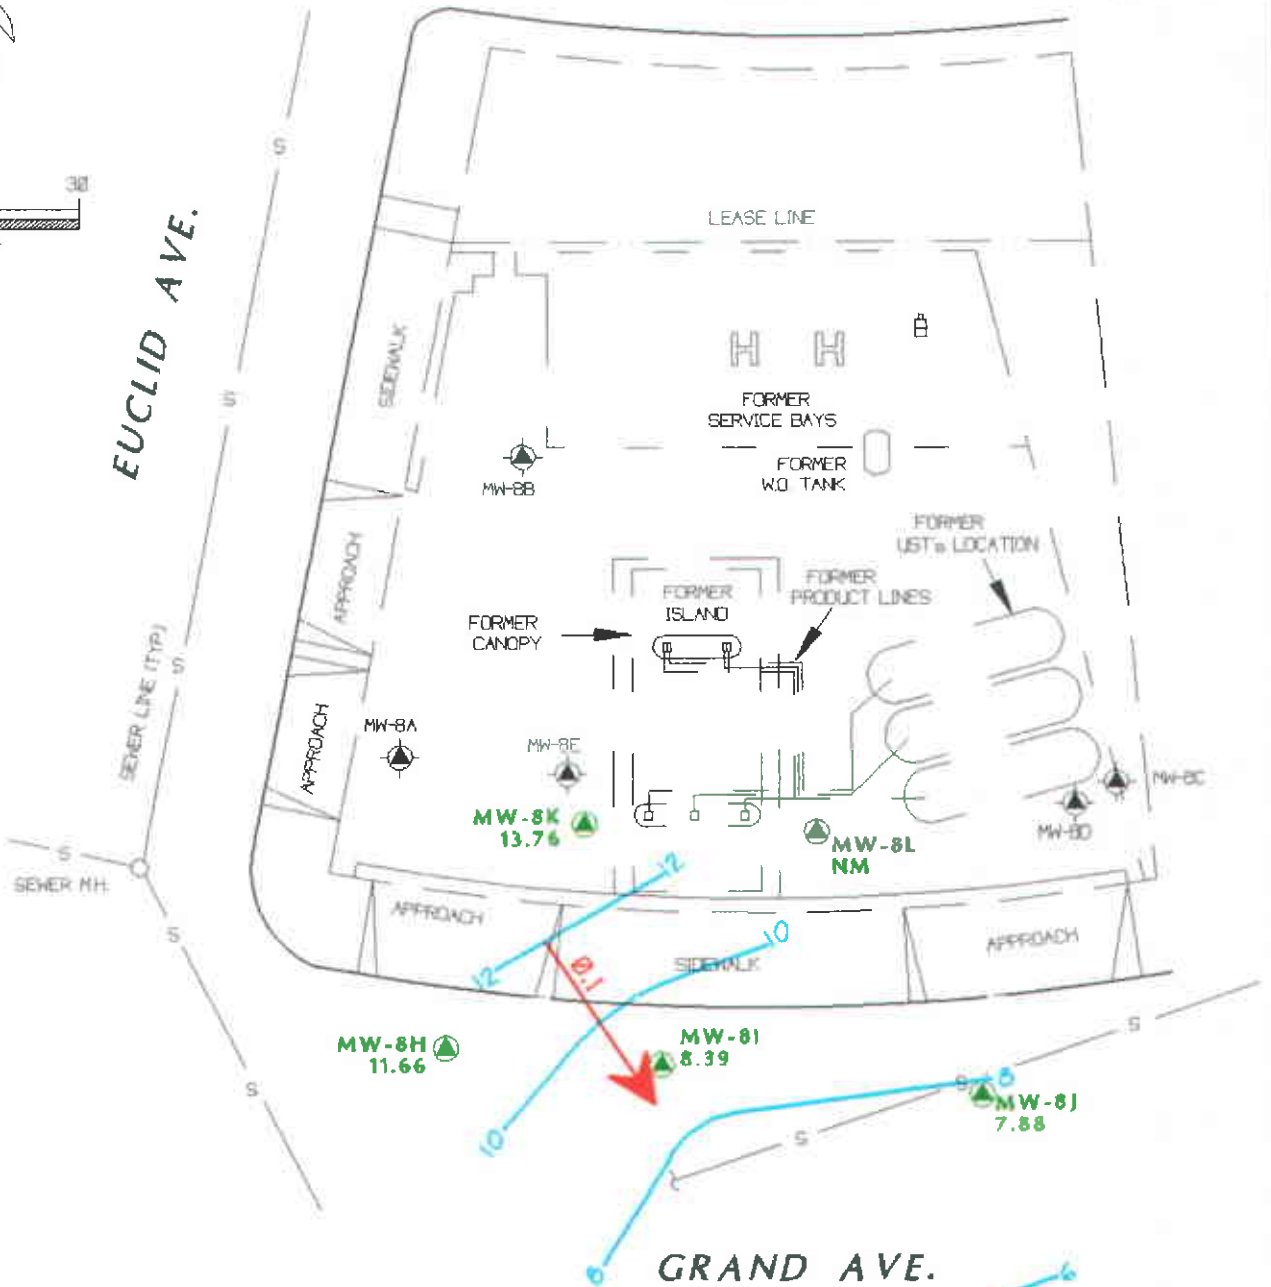 30
EUCLID AVE.
S
LEASE LINE
SIDEWALK
S
FORMER
SERVICE BAYS
FORMER
W.O. TANK
MW-8B
FORMER
UST's LOCATION
APPROACH
FORMER
PRODUCT LINES
FORMER
ISLAND
FORMER
CANOPY
SEWER LINE (TYP)
S
APPROACH
MW-8A
MW-8E
MW-8C
MW-8D
MW-8K
13.76
MW-8L
NM
S
SEWER MH
12
APPROACH
10
SIDEWALK
APPROACH
S
12
0.1
MW-8H
11.66
MW-8I
8.39
S
S
S
8
MW-8J
7.88
10
S
8
GRAND AVE.
6